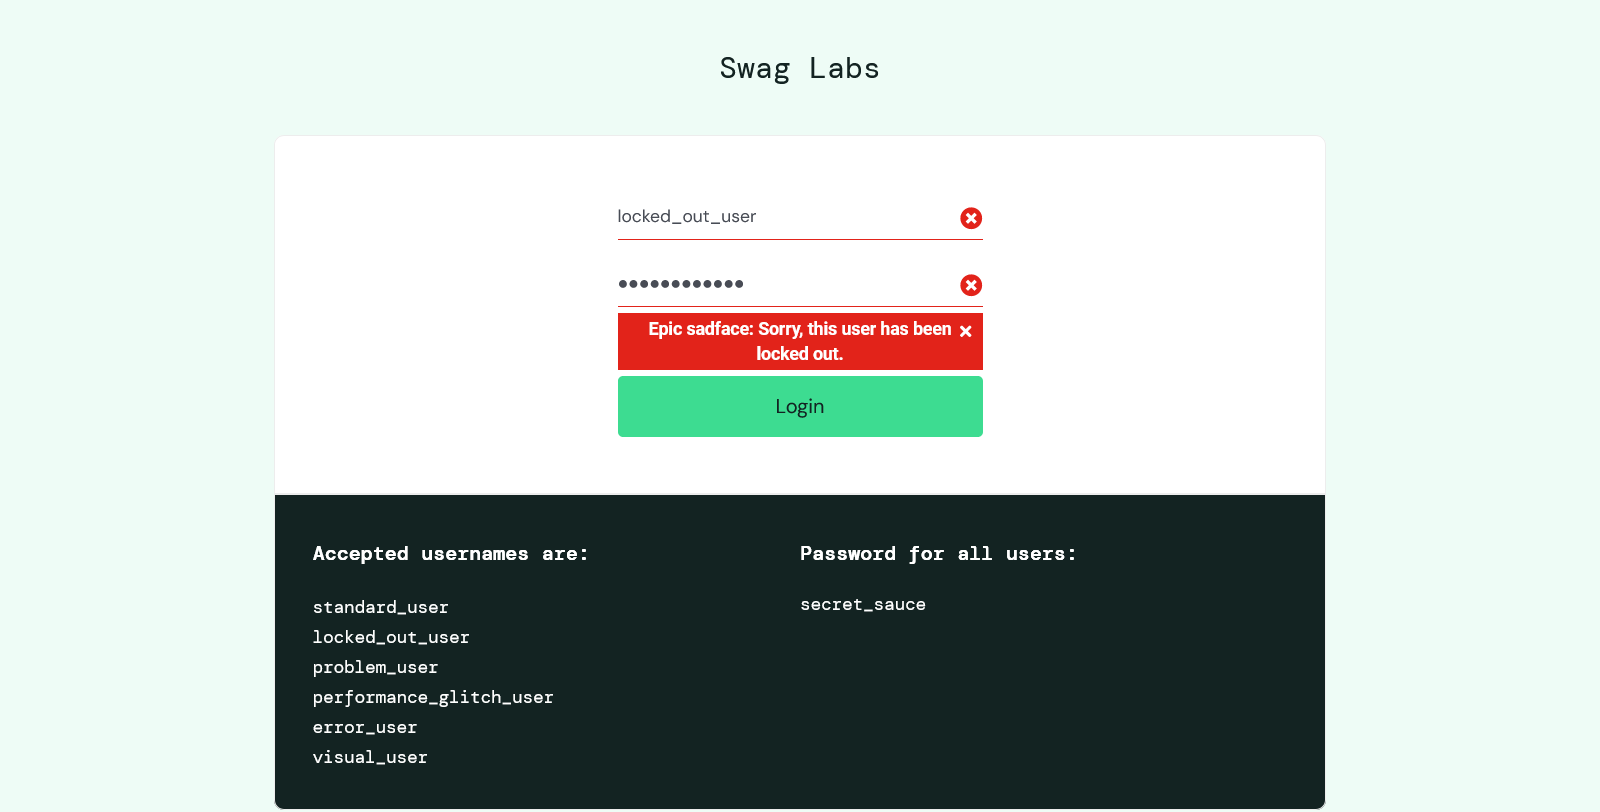 Swag Labs
locked_out_user
••••••••••••
Epic sadface: Sorry, this user has been
locked out.
Login
Accepted usernames are:
standard_user
locked_out_user
problem_user
performance_glitch_user
error_user
visual_user
Password for all users:
secret_sauce